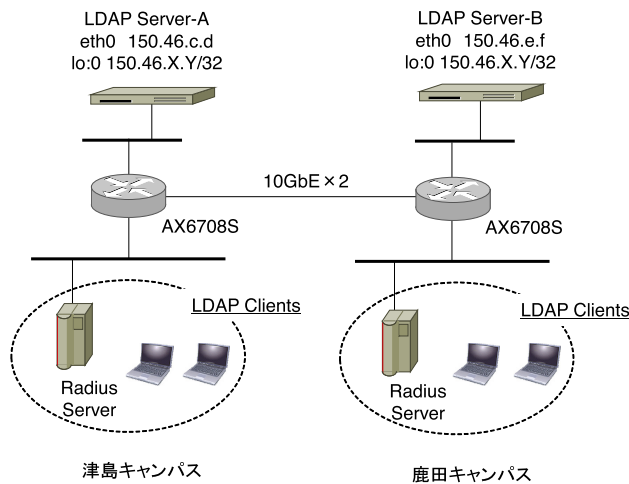 LDAP Server-A
eth0 150.46.c.d
lo:0 150.46.X.Y/32
LDAP Server-B
eth0 150.46.e.f
lo:0 150.46.X.Y/32
10GbE×2
AX6708S
AX6708S
LDAP Clients
LDAP Clients
Radius
Server
Radius
Server
津島キャンパス
鹿田キャンパス